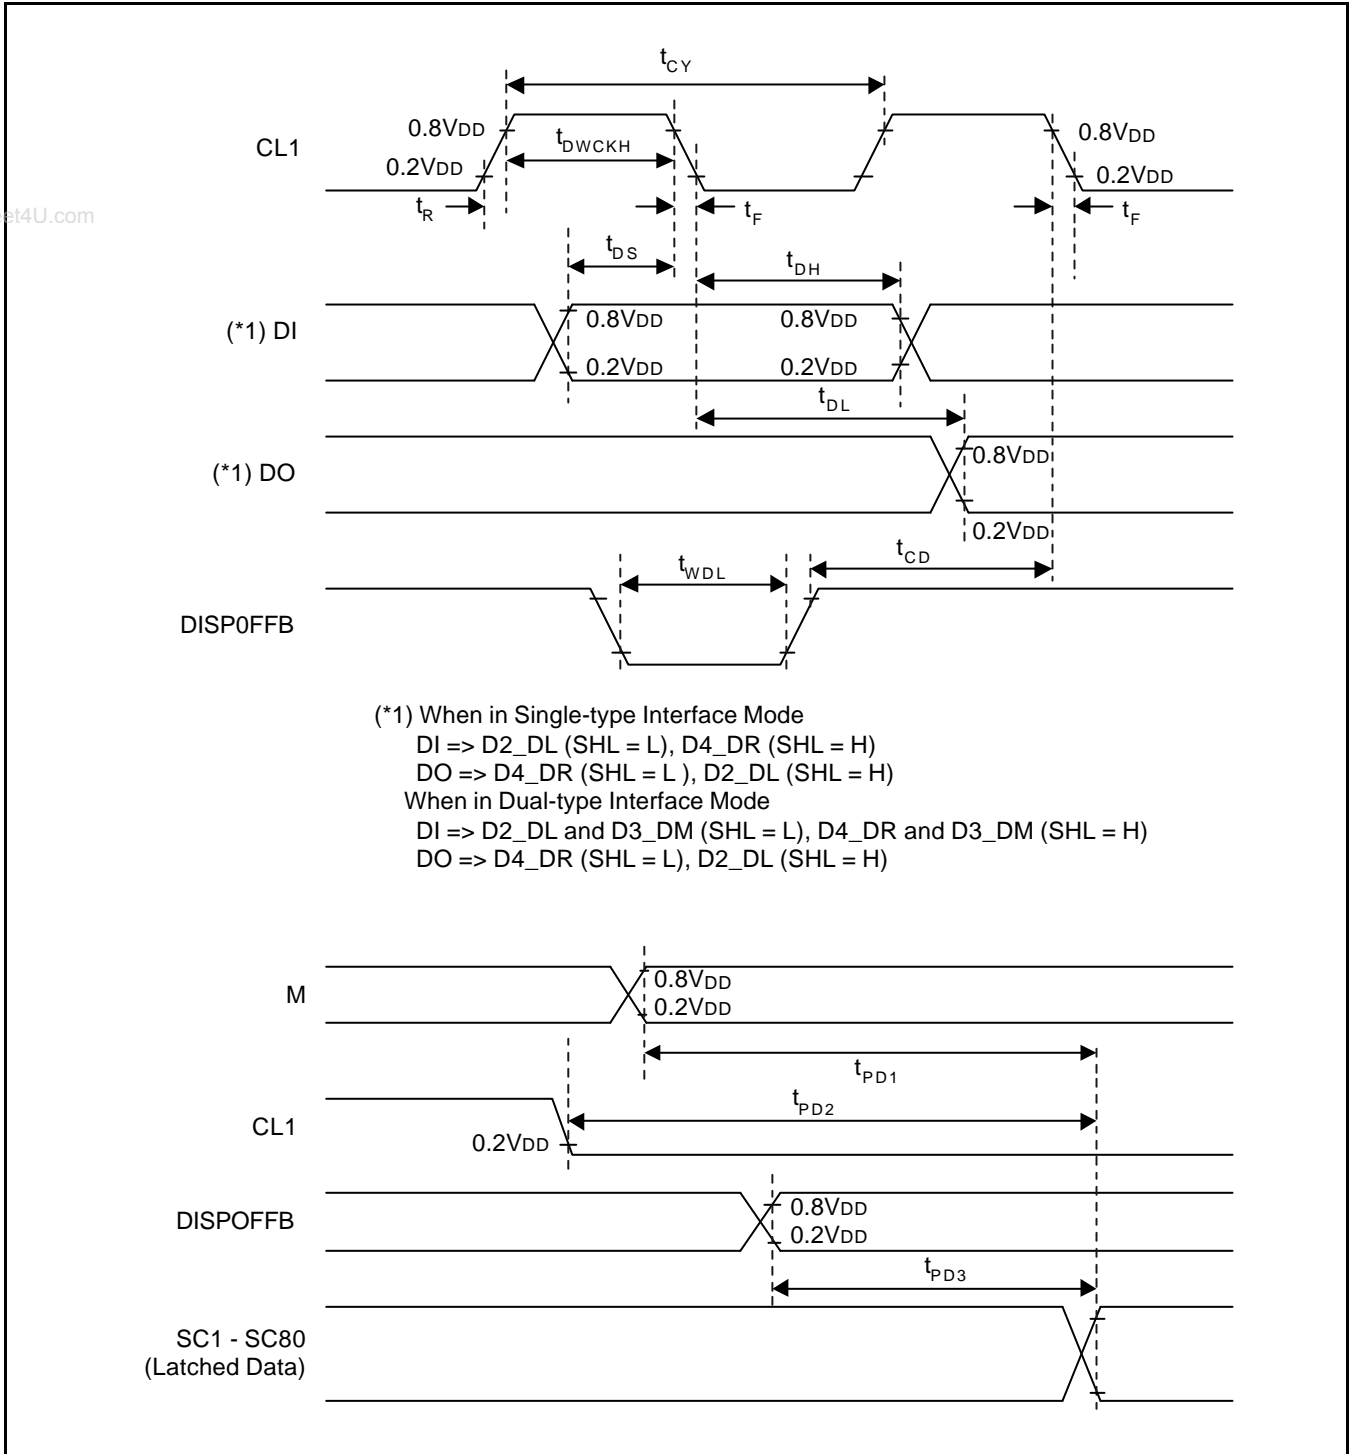 tCY
0.8VDD
0.8VDD
CL1
tDWCKH
0.2VDD
0.2VDD
tR
tF
tF
et4U.com
tDS
tDH
(*1) DI
0.8VDD
0.8VDD
0.2VDD
0.2VDD
tDL
(*1) DO
0.8VDD
0.2VDD
tCD
tWDL
DISP0FFB
(*1) When in Single-type Interface Mode
DI => D2_DL (SHL = L), D4_DR (SHL = H)
DO => D4_DR (SHL = L ), D2_DL (SHL = H)
When in Dual-type Interface Mode
DI => D2_DL and D3_DM (SHL = L), D4_DR and D3_DM (SHL = H)
DO => D4_DR (SHL = L), D2_DL (SHL = H)
M
0.8VDD
0.2VDD
tPD1
tPD2
CL1
0.2VDD
DISPOFFB
0.8VDD
0.2VDD
tPD3
SC1 - SC80
(Latched Data)